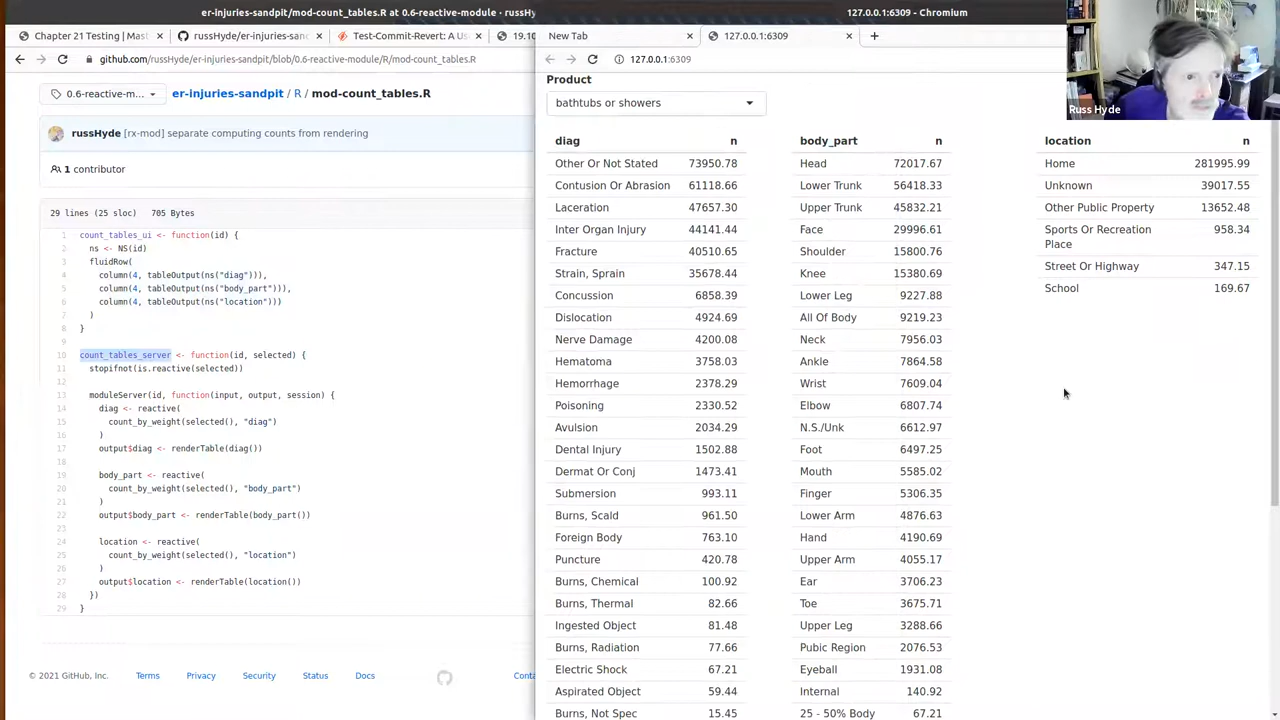 er-injuries-sandpit/mod-count_tables.R at 0.6-reactive-module · russHy
127.0.0.1:6309 - Chromium
Chapter 21 Testing | Mast
russHyde/er-injuries-san
Test-Commit-Revert: A Us
19.10
New Tab
127.0.0.1:6309
github.com/russHyde/er-injuries-sandpit/blob/0.6-reactive-module/R/mod-count_tables.R
127.0.0.1:6309
Russ Hyde
0.6-reactive-m...
er-injuries-sandpit / R / mod-count_tables.R
russHyde [rx-mod] separate computing counts from rendering
1 contributor
29 lines (25 sloc) 705 Bytes
1 count_tables_ui <- function(id) {
2 ns <- NS(id)
3 fluidRow(
4 column(4, tableOutput(ns("diag"))),
5 column(4, tableOutput(ns("body_part"))),
6 column(4, tableOutput(ns("location")))
7 )
8 }
9
10 count_tables_server <- function(id, selected) {
11 stopifnot(is.reactive(selected))
12
13 moduleServer(id, function(input, output, session) {
14 diag <- reactive(
15 count_by_weight(selected(), "diag")
16 )
17 output$diag <- renderTable(diag())
18
19 body_part <- reactive(
20 count_by_weight(selected(), "body_part")
21 )
22 output$body_part <- renderTable(body_part())
23
24 location <- reactive(
25 count_by_weight(selected(), "location")
26 )
27 output$location <- renderTable(location())
28 })
29 }
© 2021 GitHub, Inc. Terms Privacy Security Status Docs Conta
Product
bathtubs or showers
diag n
Other Or Not Stated 73950.78
Contusion Or Abrasion 61118.66
Laceration 47657.30
Inter Organ Injury 44141.44
Fracture 40510.65
Strain, Sprain 35678.44
Concussion 6858.39
Dislocation 4924.69
Nerve Damage 4200.08
Hematoma 3758.03
Hemorrhage 2378.29
Poisoning 2330.52
Avulsion 2034.29
Dental Injury 1502.88
Dermat Or Conj 1473.41
Submersion 993.11
Burns, Scald 961.50
Foreign Body 763.10
Puncture 420.78
Burns, Chemical 100.92
Burns, Thermal 82.66
Ingested Object 81.48
Burns, Radiation 77.66
Electric Shock 67.21
Aspirated Object 59.44
Burns, Not Spec 15.45
body_part n
Head 72017.67
Lower Trunk 56418.33
Upper Trunk 45832.21
Face 29996.61
Shoulder 15800.76
Knee 15380.69
Lower Leg 9227.88
All Of Body 9219.23
Neck 7956.03
Ankle 7864.58
Wrist 7609.04
Elbow 6807.74
N.S./Unk 6612.97
Foot 6497.25
Mouth 5585.02
Finger 5306.35
Lower Arm 4876.63
Hand 4190.69
Upper Arm 4055.17
Ear 3706.23
Toe 3675.71
Upper Leg 3288.66
Pubic Region 2076.53
Eyeball 1931.08
Internal 140.92
25 - 50% Body 67.21
location n
Home 281995.99
Unknown 39017.55
Other Public Property 13652.48
Sports Or Recreation 958.34
Place
Street Or Highway 347.15
School 169.67